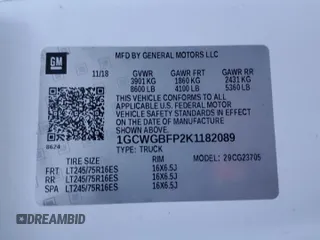 GM
MFD BY GENERAL MOTORS LLC
11/18 GVWR GAWR FRT GAWR RR
3901 KG 1860 KG 2431 KG
8600 LB 4100 LB 5360 LB
THIS VEHICLE CONFORMS TO ALL
APPLICABLE U.S. FEDERAL MOTOR
VEHICLE SAFETY STANDARDS IN
EFFECT ON THE DATE OF
MANUFACTURE SHOWN ABOVE.
1GCWGBFP2K1182089
TYPE: TRUCK
8674
MODEL: 29CG23705
TIRE SIZE RIM
FRT LT245/75R16ES 16X6.5J
RR LT245/75R16ES 16X6.5J
SPA LT245/75R16ES 16X6.5J
DREAMBID